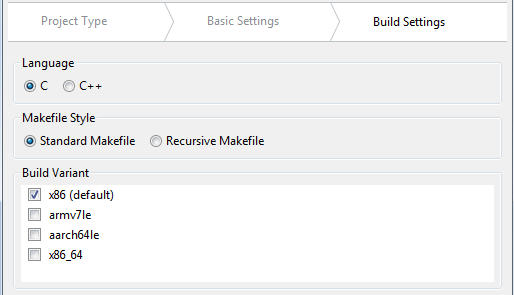 Project Type Basic Settings Build Settings
Language
C C++
Makefile Style
Standard Makefile Recursive Makefile
Build Variant
x86 (default)
armv7le
aarch64le
x86_64